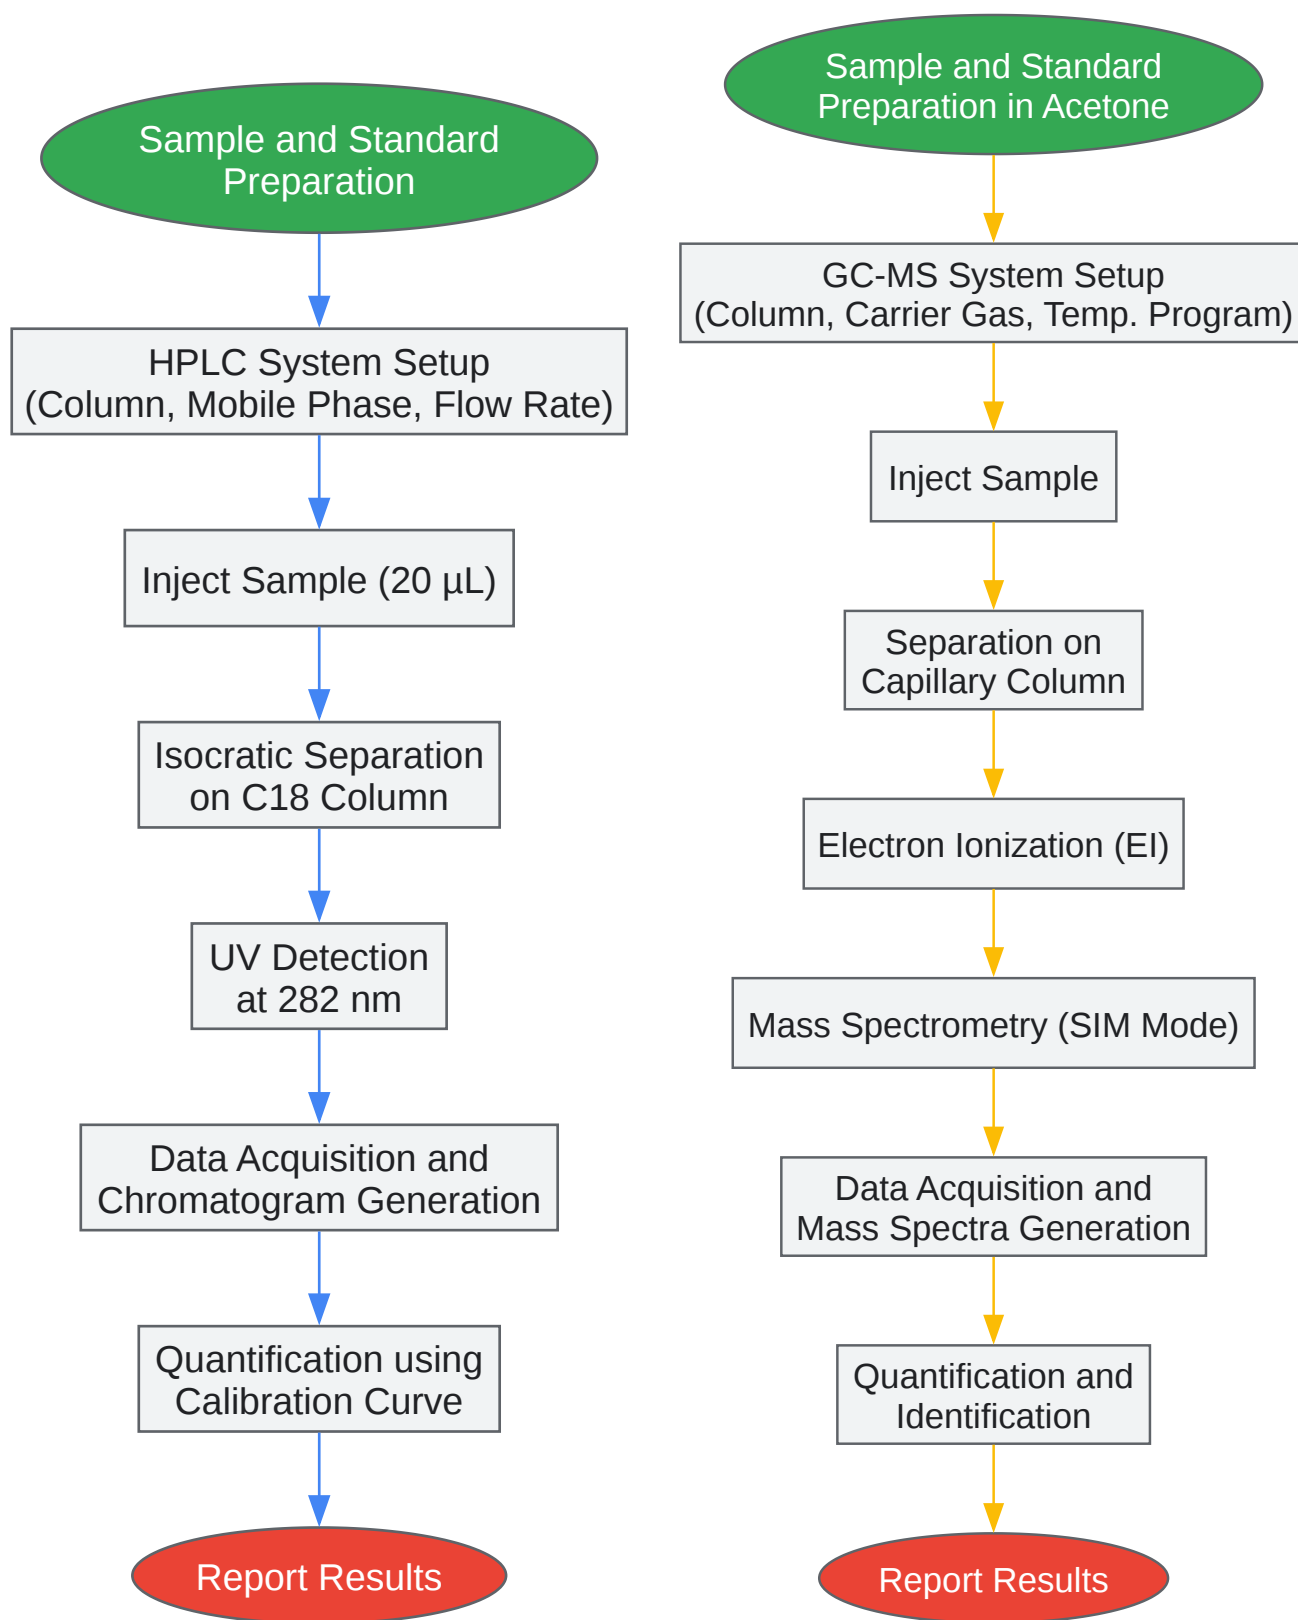 Sample and Standard
Preparation
HPLC System Setup
(Column, Mobile Phase, Flow Rate)
Inject Sample (20 µL)
Isocratic Separation
on C18 Column
UV Detection
at 282 nm
Data Acquisition and
Chromatogram Generation
Quantification using
Calibration Curve
Report Results
Sample and Standard
Preparation in Acetone
GC-MS System Setup
(Column, Carrier Gas, Temp. Program)
Inject Sample
Separation on
Capillary Column
Electron Ionization (EI)
Mass Spectrometry (SIM Mode)
Data Acquisition and
Mass Spectra Generation
Quantification and
Identification
Report Results